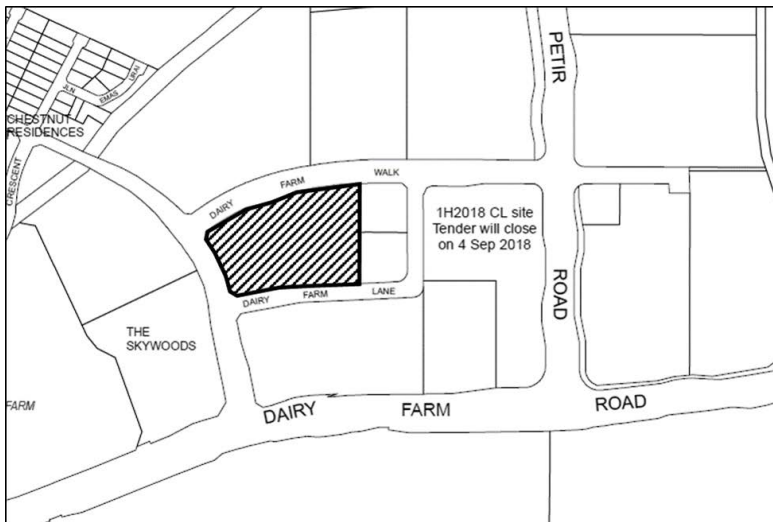 PETIR
JLN
EMAS
URAI
CHESTNUT
RESIDENCES
CRESCENT
DAIRY FARM WALK
1H2018 CL site
Tender will close
on 4 Sep 2018
DAIRY FARM LANE
ROAD
THE
SKYWOODS
FARM
DAIRY FARM ROAD